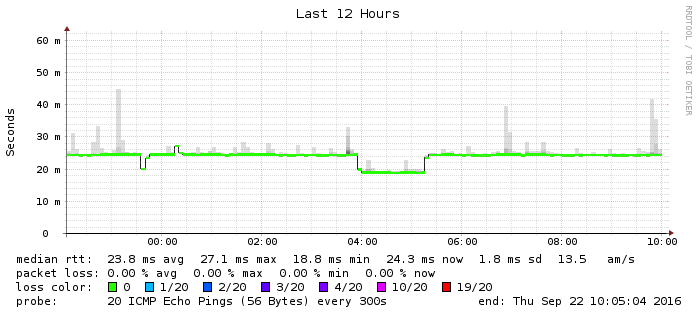 Last 12 Hours
RRDTOOL / TOBI OETIKER
Seconds
60 m
50 m
40 m
30 m
20 m
10 m
0
00:00 02:00 04:00 06:00 08:00 10:00
median rtt: 23.8 ms avg 27.1 ms max 18.8 ms min 24.3 ms now 1.8 ms sd 13.5 am/s
packet loss: 0.00 % avg 0.00 % max 0.00 % min 0.00 % now
loss color: 0 1/20 2/20 3/20 4/20 10/20 19/20
probe: 20 ICMP Echo Pings (56 Bytes) every 300s end: Thu Sep 22 10:05:04 2016